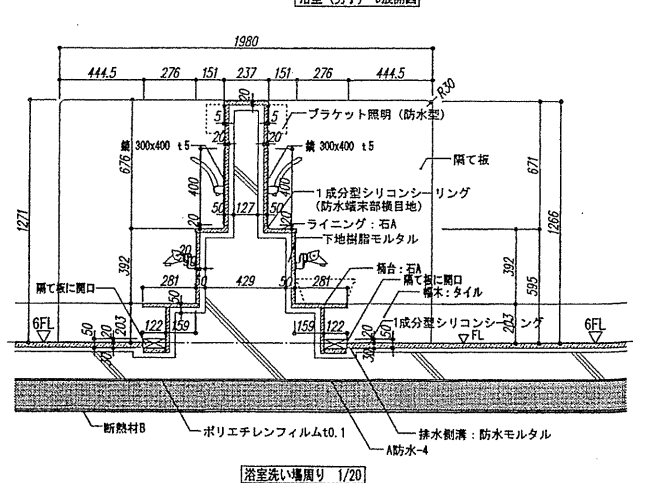 1980
444.5 276 151 237 151 276 444.5
R30
20
5 5
ブラケット照明 (防水型)
20 20
鏡 300x400 t5 鏡 300x400 t5
隔て板
676 671
400 400
1成分型シリコンシーリング
(防水端末部横目地)
1271 1266
50 127 50
20 20
ライニング:石A
下地樹脂モルタル
20
392 392
595
50 50
281 429 281
桶台:石A
隔て板に開口 隔て板に開口
幅木:タイル
50
203 203
122 159 159 122
1成分型シリコンシーリング
6FL FL 6FL
50 20 20
30
排水側溝:防水モルタル
ポリエチレンフィルムt0.1
断熱材B
A防水-4
浴室洗い場周り 1/20